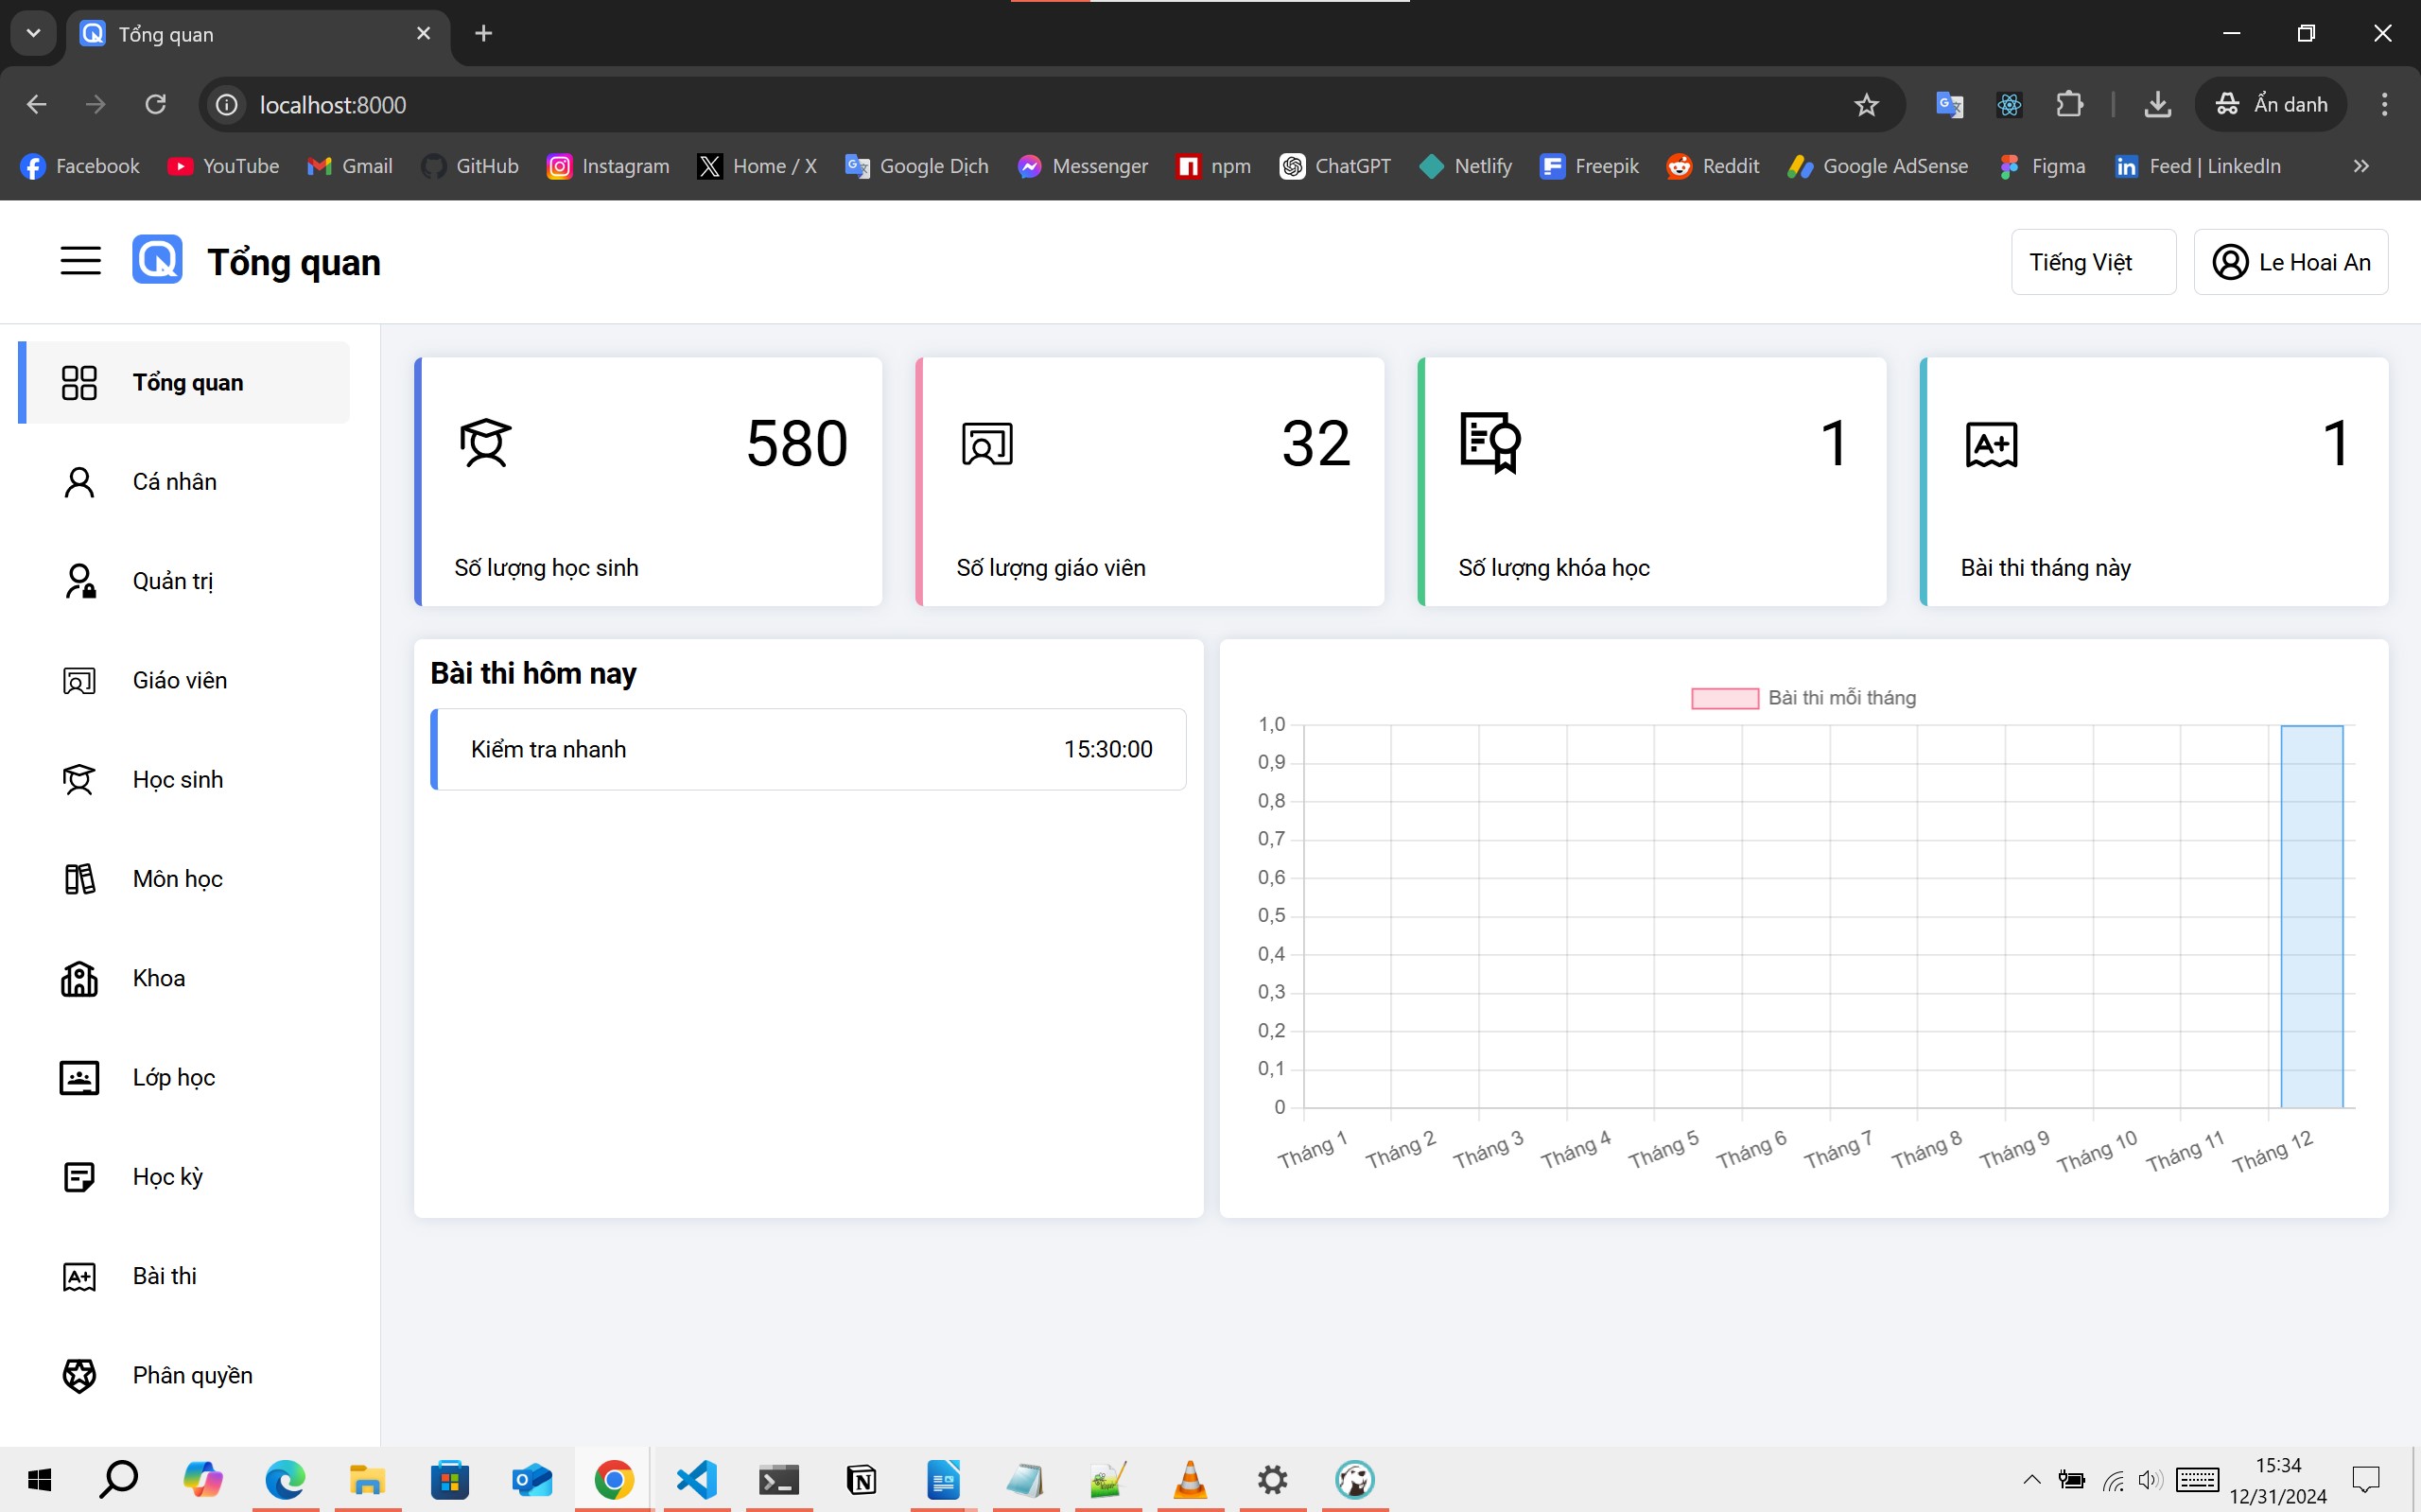 Tổng quan
localhost:8000
Ẩn danh
Facebook YouTube Gmail GitHub Instagram Home / X Google Dịch Messenger npm ChatGPT Netlify Freepik Reddit Google AdSense Figma Feed | LinkedIn
Tổng quan
Tiếng Việt
Le Hoai An
Tổng quan
Cá nhân
Quản trị
Giáo viên
Học sinh
Môn học
Khoa
Lớp học
Học kỳ
Bài thi
Phân quyền
580
Số lượng học sinh
32
Số lượng giáo viên
1
Số lượng khóa học
A+
1
Bài thi tháng này
Bài thi hôm nay
Kiểm tra nhanh 15:30:00
Bài thi mỗi tháng
1,0
0,9
0,8
0,7
0,6
0,5
0,4
0,3
0,2
0,1
0
Tháng 1 Tháng 2 Tháng 3 Tháng 4 Tháng 5 Tháng 6 Tháng 7 Tháng 8 Tháng 9 Tháng 10 Tháng 11 Tháng 12
15:34
12/31/2024